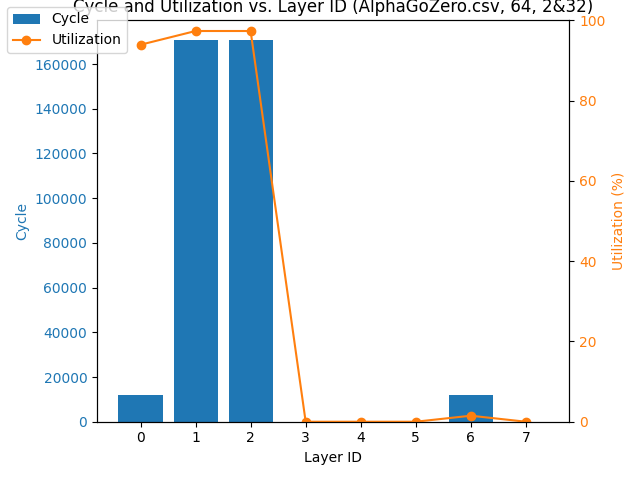 Cycle and Utilization vs. Layer ID (AlphaGoZero.csv, 64, 2&32)
Cycle
Utilization
160000
140000
120000
100000
80000
60000
40000
20000
0
Cycle
100
80
60
40
20
0
Utilization (%)
0 1 2 3 4 5 6 7
Layer ID